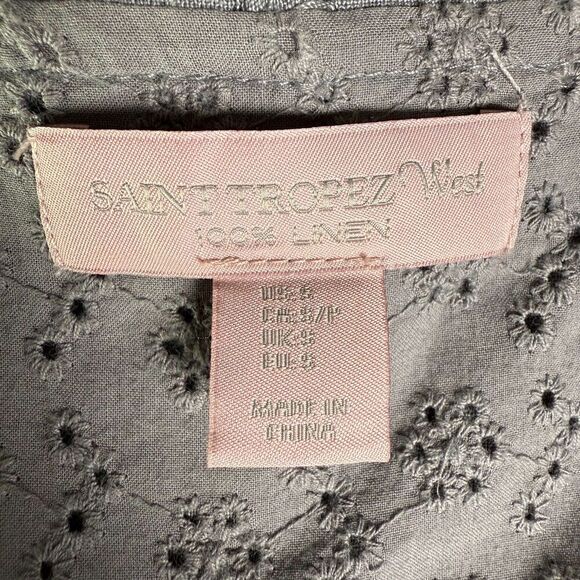 SAINT TROPEZ West
100% LINEN
US: S
CA: S/P
UK: S
EU: S
MADE IN
CHINA